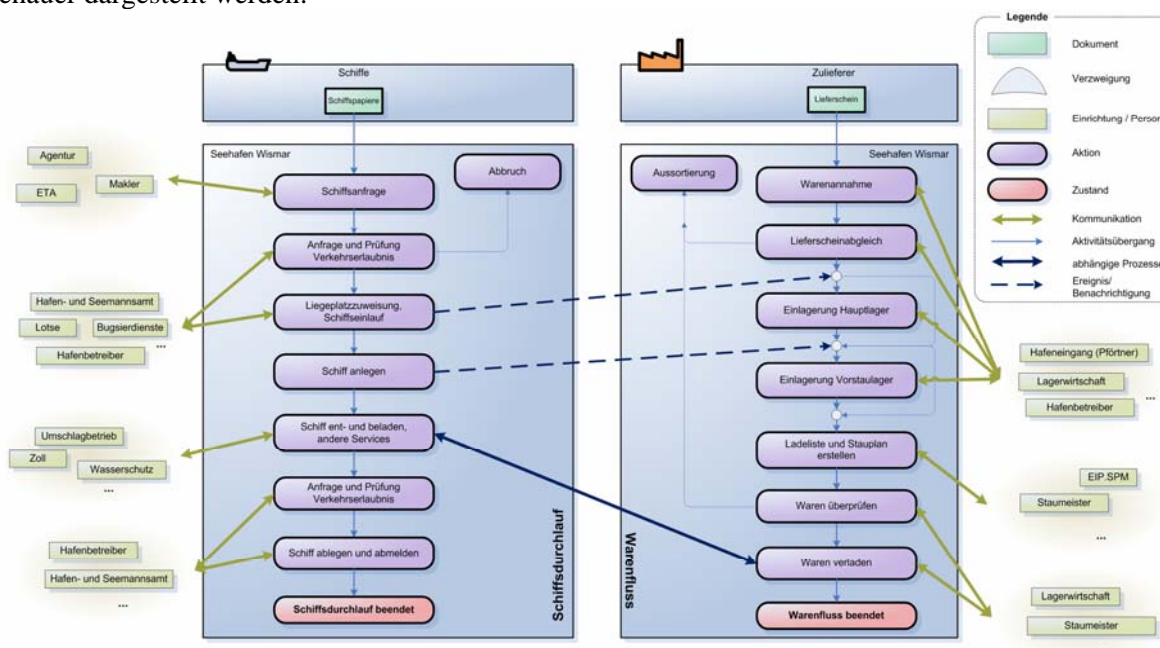 dargestellt werden.
Schiffe
Schiffspapiere
Zulieferer
Lieferschein
Legende
Dokument
Verzweigung
Einrichtung / Person
Aktion
Zustand
Kommunikation
Aktivitätsübergang
abhängige Prozesse
Ereignis/
Benachrichtigung
Agentur
ETA
Makler
Hafen- und Seemannsamt
Lotse
Bugsierdienste
...
Hafenbetreiber
Umschlagbetrieb
Zoll
Wasserschutz
...
Hafenbetreiber
Hafen- und Seemannsamt
...
Seehafen Wismar
Abbruch
Schiffsanfrage
Anfrage und Prüfung
Verkehrserlaubnis
Liegeplatzzuweisung,
Schiffseinlauf
Schiff anlegen
Schiff ent- und beladen,
andere Services
Anfrage und Prüfung
Verkehrserlaubnis
Schiff ablegen und abmelden
Schiffsdurchlauf beendet
Schiffsdurchlauf
Seehafen Wismar
Aussortierung
Warenannahme
Lieferscheinabgleich
Einlagerung Hauptlager
Einlagerung Vorstaulager
Ladeliste und Stauplan
erstellen
Waren überprüfen
Waren verladen
Warenfluss beendet
Warenfluss
Hafeneingang (Pförtner)
Lagerwirtschaft
...
Hafenbetreiber
EIP.SPM
Staumeister
...
Lagerwirtschaft
Staumeister